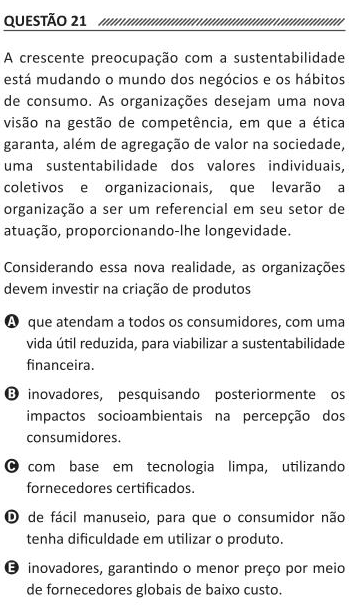 QUESTÃO 21
A crescente preocupação com a sustentabilidade
está mudando o mundo dos negócios e os hábitos
de consumo. As organizações desejam uma nova
visão na gestão de competência, em que a ética
garanta, além de agregação de valor na sociedade,
uma sustentabilidade dos valores individuais,
coletivos e organizacionais, que levarão a
organização a ser um referencial em seu setor de
atuação, proporcionando-lhe longevidade.
Considerando essa nova realidade, as organizações
devem investir na criação de produtos
A que atendam a todos os consumidores, com uma
vida útil reduzida, para viabilizar a sustentabilidade
financeira.
B inovadores, pesquisando posteriormente os
impactos socioambientais na percepção dos
consumidores.
C com base em tecnologia limpa, utilizando
fornecedores certificados.
D de fácil manuseio, para que o consumidor não
tenha dificuldade em utilizar o produto.
E inovadores, garantindo o menor preço por meio
de fornecedores globais de baixo custo.